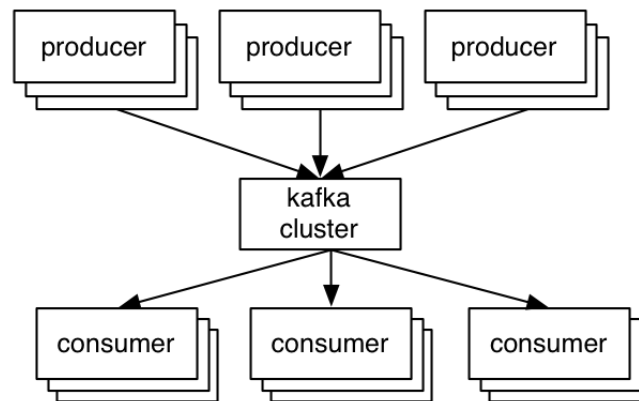 producer
producer
producer
kafka
cluster
consumer
consumer
consumer